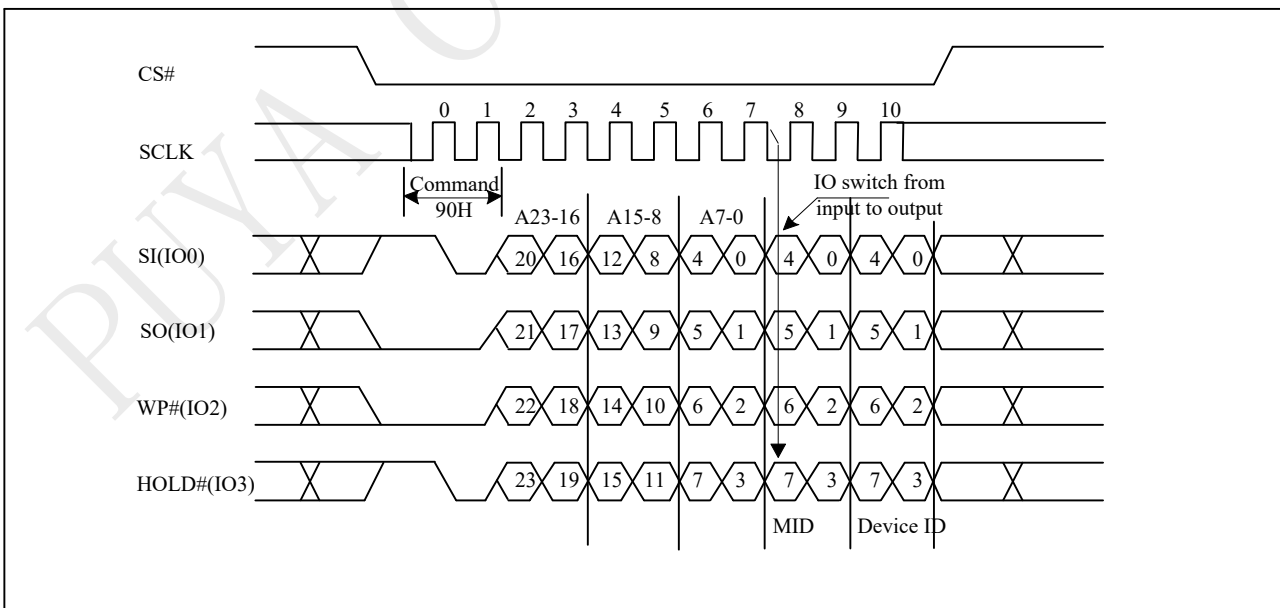 CS#
0 1 2 3 4 5 6 7 8 9 10
SCLK
Command
90H
IO switch from
input to output
A23-16 A15-8 A7-0
SI(IO0) 20 16 12 8 4 0 4 0 4 0
SO(IO1) 21 17 13 9 5 1 5 1 5 1
WP#(IO2) 22 18 14 10 6 2 6 2 6 2
HOLD#(IO3) 23 19 15 11 7 3 7 3 7 3
MID Device ID
PUYA